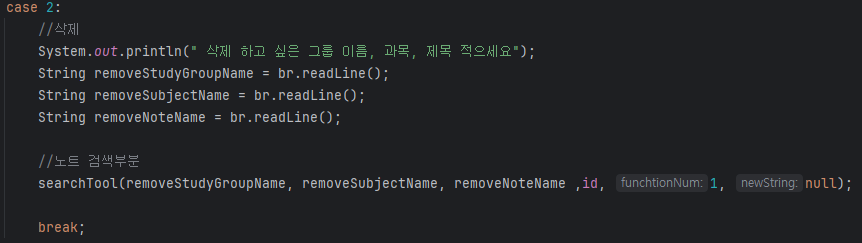 case 2:
//삭제
System.out.println(" 삭제 하고 싶은 그룹 이름, 과목, 제목 적으세요");
String removeStudyGroupName = br.readLine();
String removeSubjectName = br.readLine();
String removeNoteName = br.readLine();
//노트 검색부분
searchTool(removeStudyGroupName, removeSubjectName, removeNoteName ,id, funchtionNum: 1, newString: null);
break;